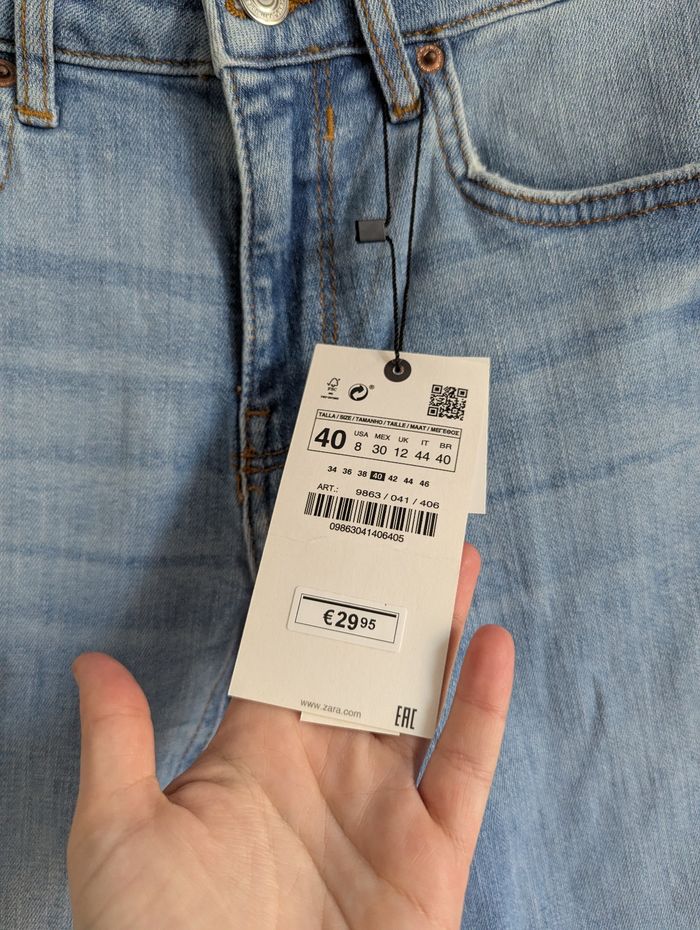 FSC
TALLA / SIZE / TAMANHO / TAILLE / MAAT / ΜΕΓΕΘΟΣ
40 USA 8 MEX 30 UK 12 IT 44 BR 40
34 36 38 40 42 44 46
ART.: 9863 / 041 / 406
09863041406405
€29 95
www.zara.com
EAC